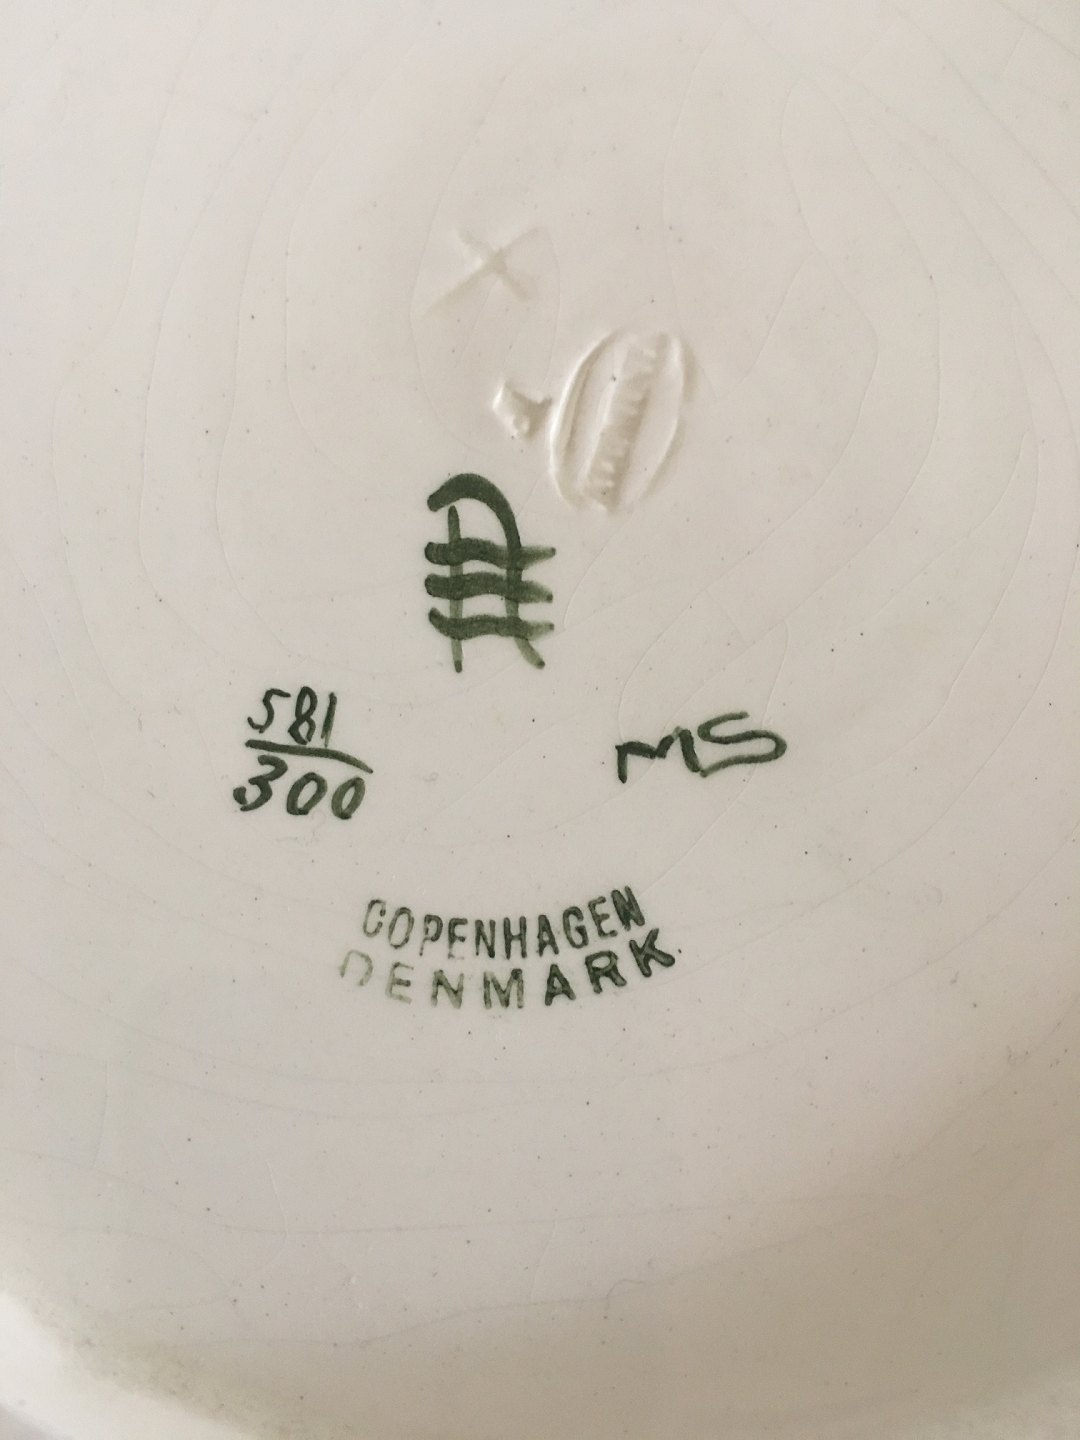 X
581
300
MS
COPENHAGEN
DENMARK